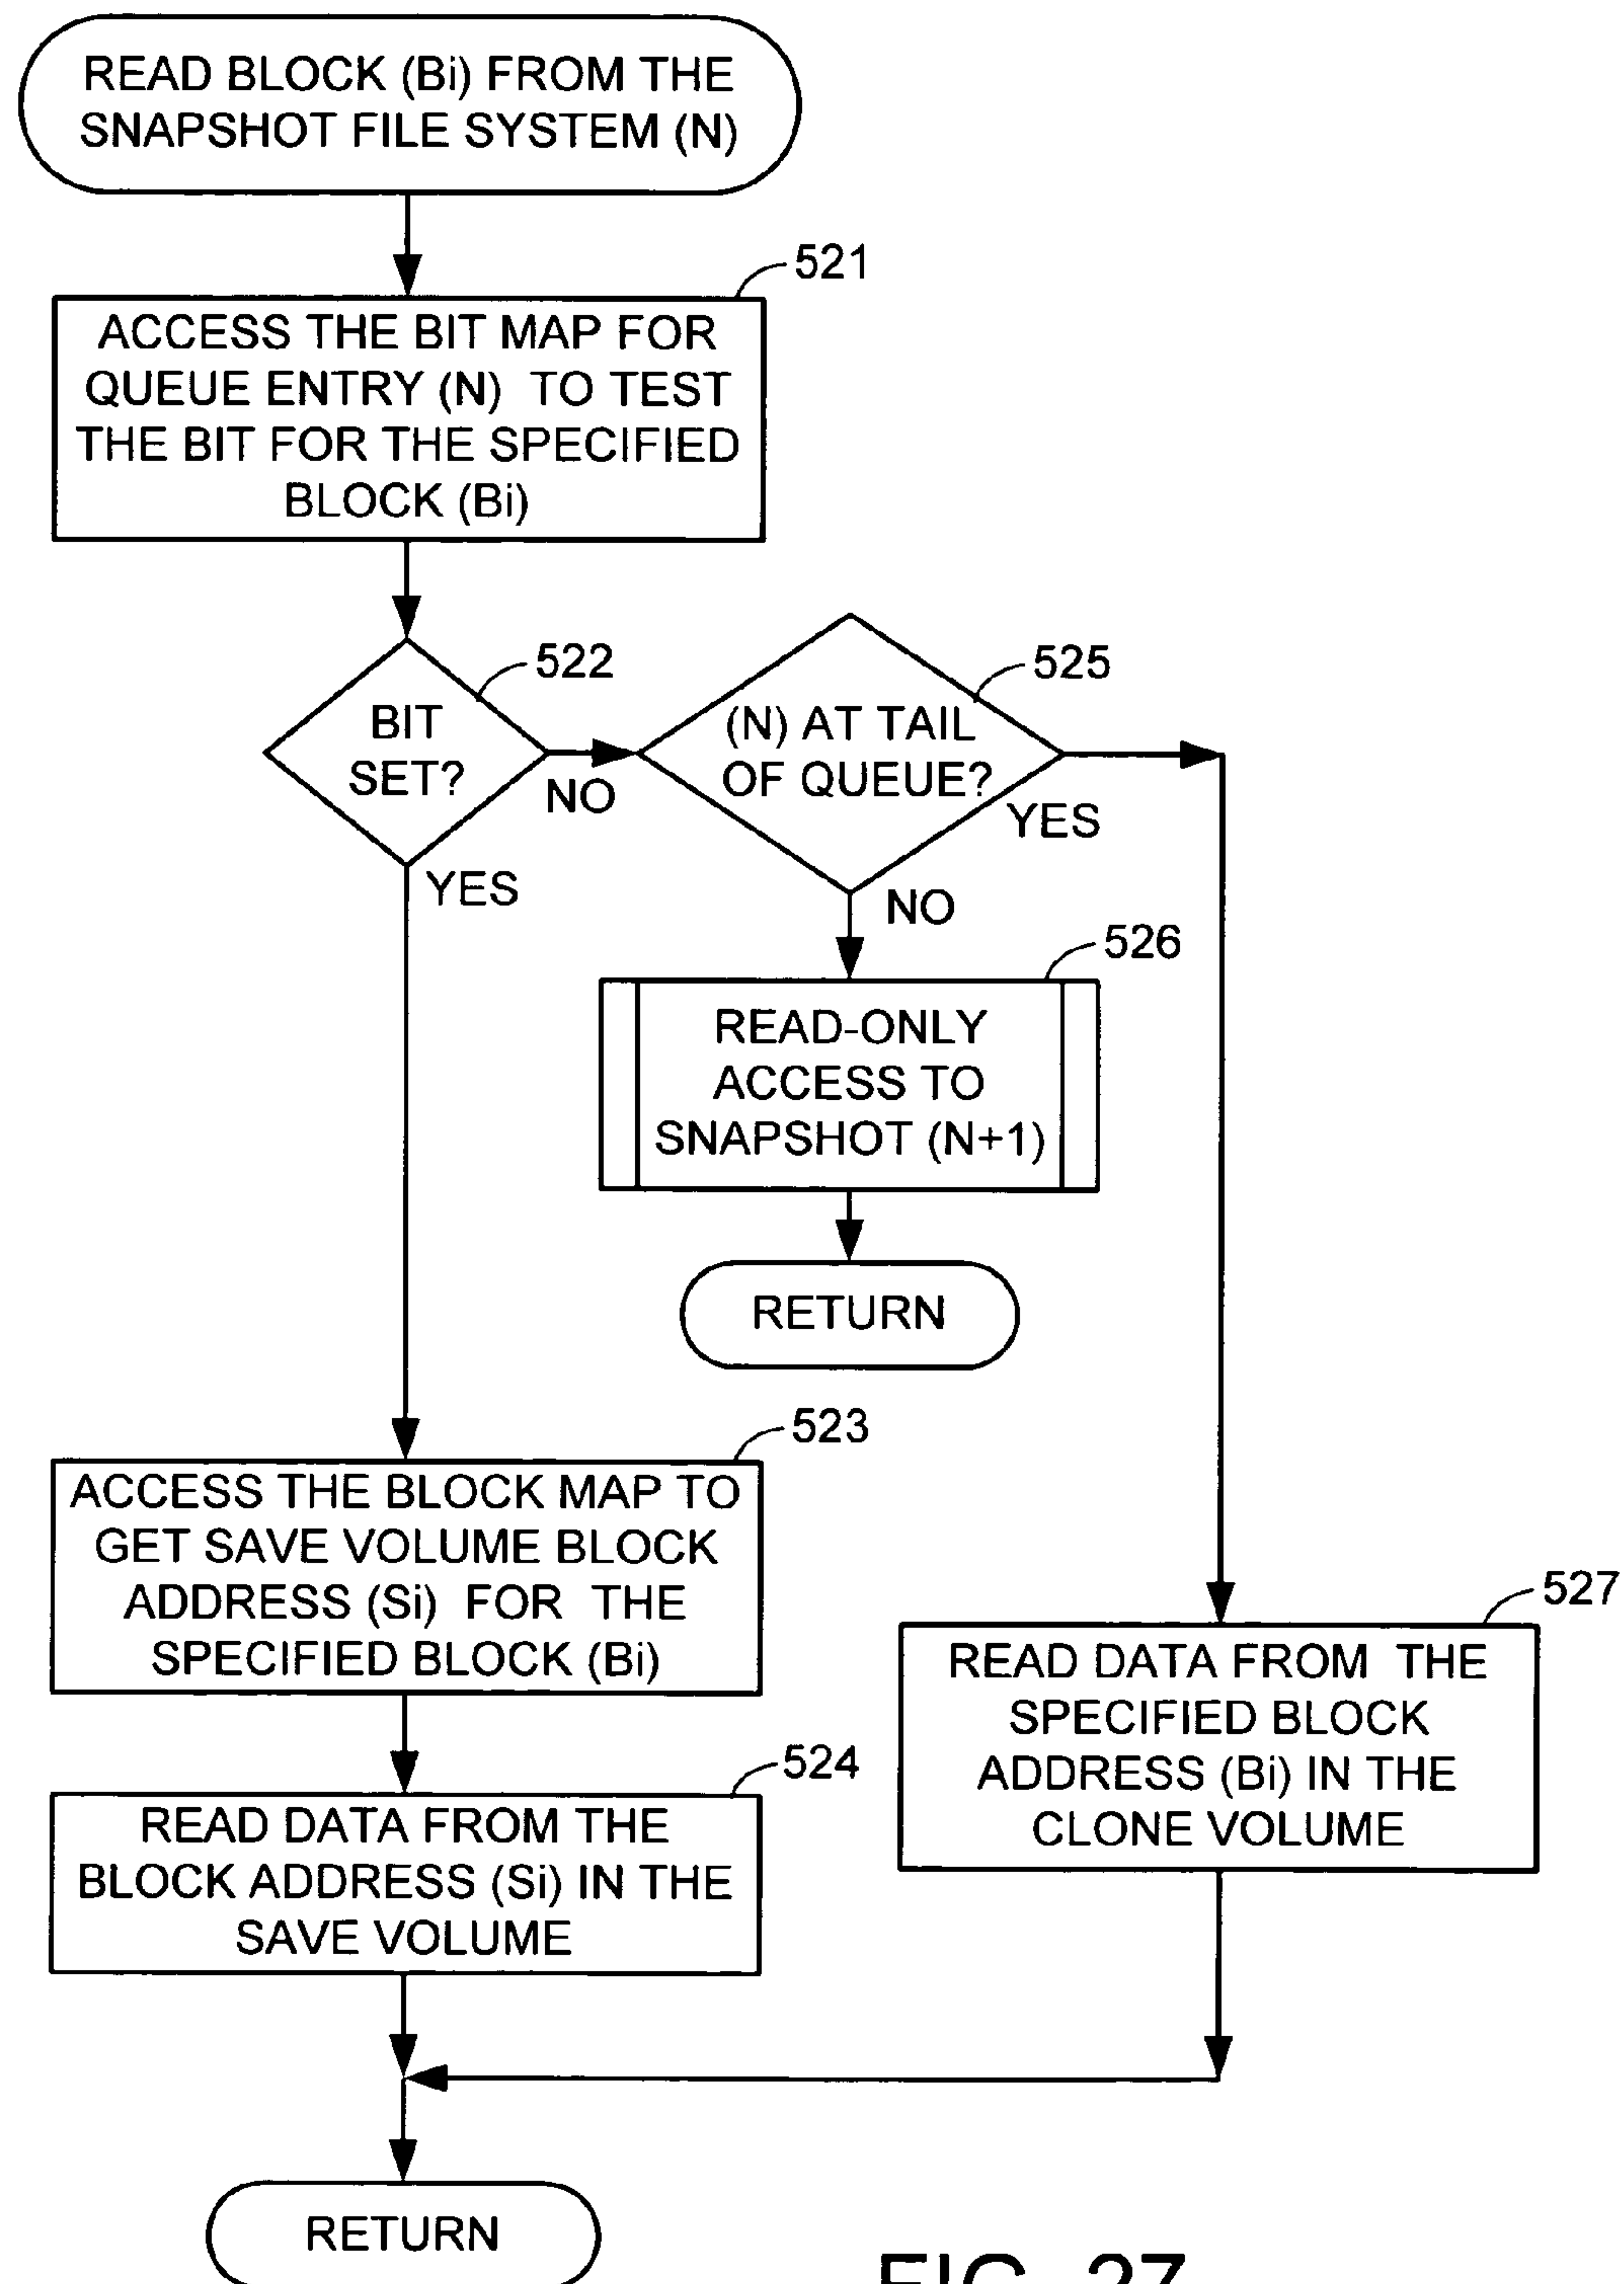 READ BLOCK (Bi) FROM THE
SNAPSHOT FILE SYSTEM (N)
521
ACCESS THE BIT MAP FOR
QUEUE ENTRY (N) TO TEST
THE BIT FOR THE SPECIFIED
BLOCK (Bi)
522
BIT
SET?
NO
YES
525
(N) AT TAIL
OF QUEUE?
YES
NO
526
READ-ONLY
ACCESS TO
SNAPSHOT (N+1)
RETURN
523
ACCESS THE BLOCK MAP TO
GET SAVE VOLUME BLOCK
ADDRESS (Si) FOR THE
SPECIFIED BLOCK (Bi)
524
READ DATA FROM THE
BLOCK ADDRESS (Si) IN THE
SAVE VOLUME
527
READ DATA FROM THE
SPECIFIED BLOCK
ADDRESS (Bi) IN THE
CLONE VOLUME
RETURN
FIG. 27